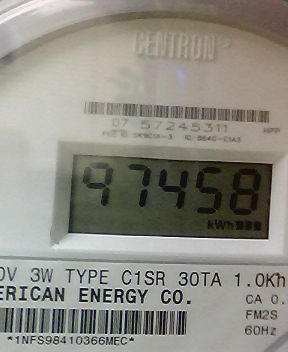 CENTRON
07 57245311 HPP
97458
kWh
0V 3W TYPE C1SR 30TA 1.0Kh
ERICAN ENERGY CO.
CA 0.
FM2S
60Hz
*1NFS98410366MEC*